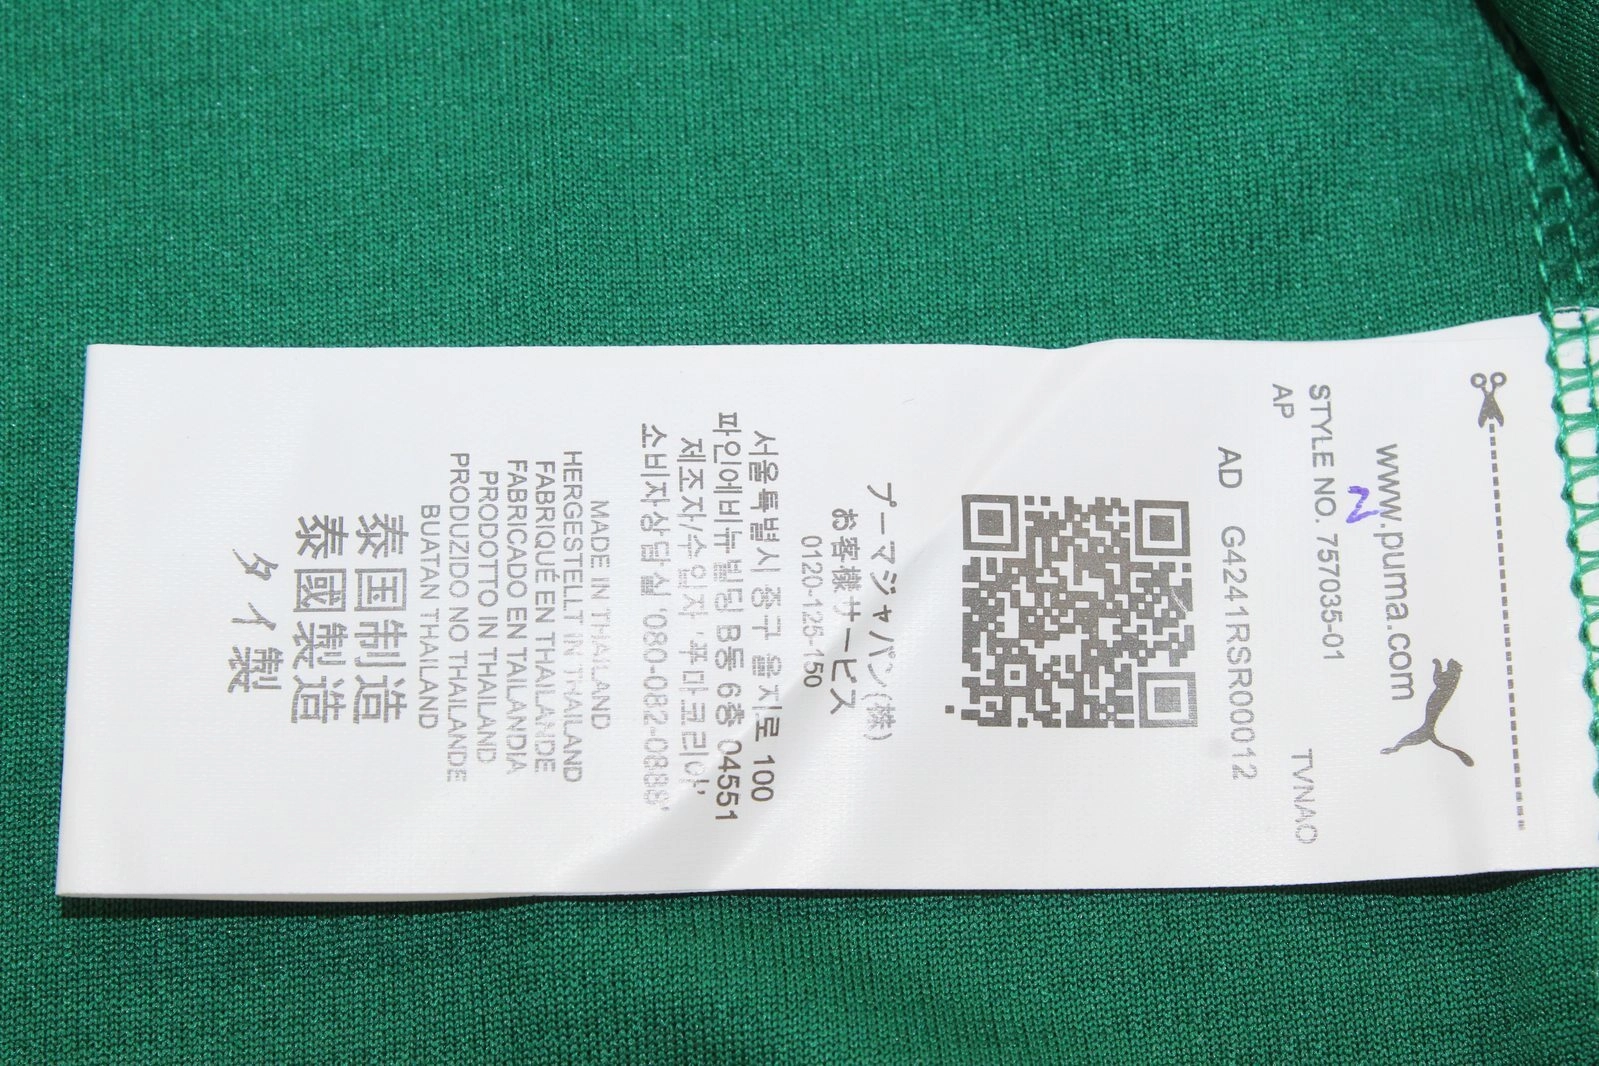 www.puma.com
N
STYLE NO. 757035-01
AP
TVNAO
AD G4241RSR00012
プーマジャパン(株)
お客様サービス
0120-125-150
서울특별시 중구 을지로 100
파인에비뉴빌딩 B동 6층 04551
제조자/수입자 '푸마코리아'
소비자상담실 '080-082-0888'
MADE IN THAILAND
HERGESTELLT IN THAILAND
FABRIQUÉ EN THAILANDE
FABRICADO EN TAILANDIA
PRODOTTO IN THAILAND
PRODUZIDO NO THAILANDE
BUATAN THAILAND
泰国制造
泰國製造
タイ製